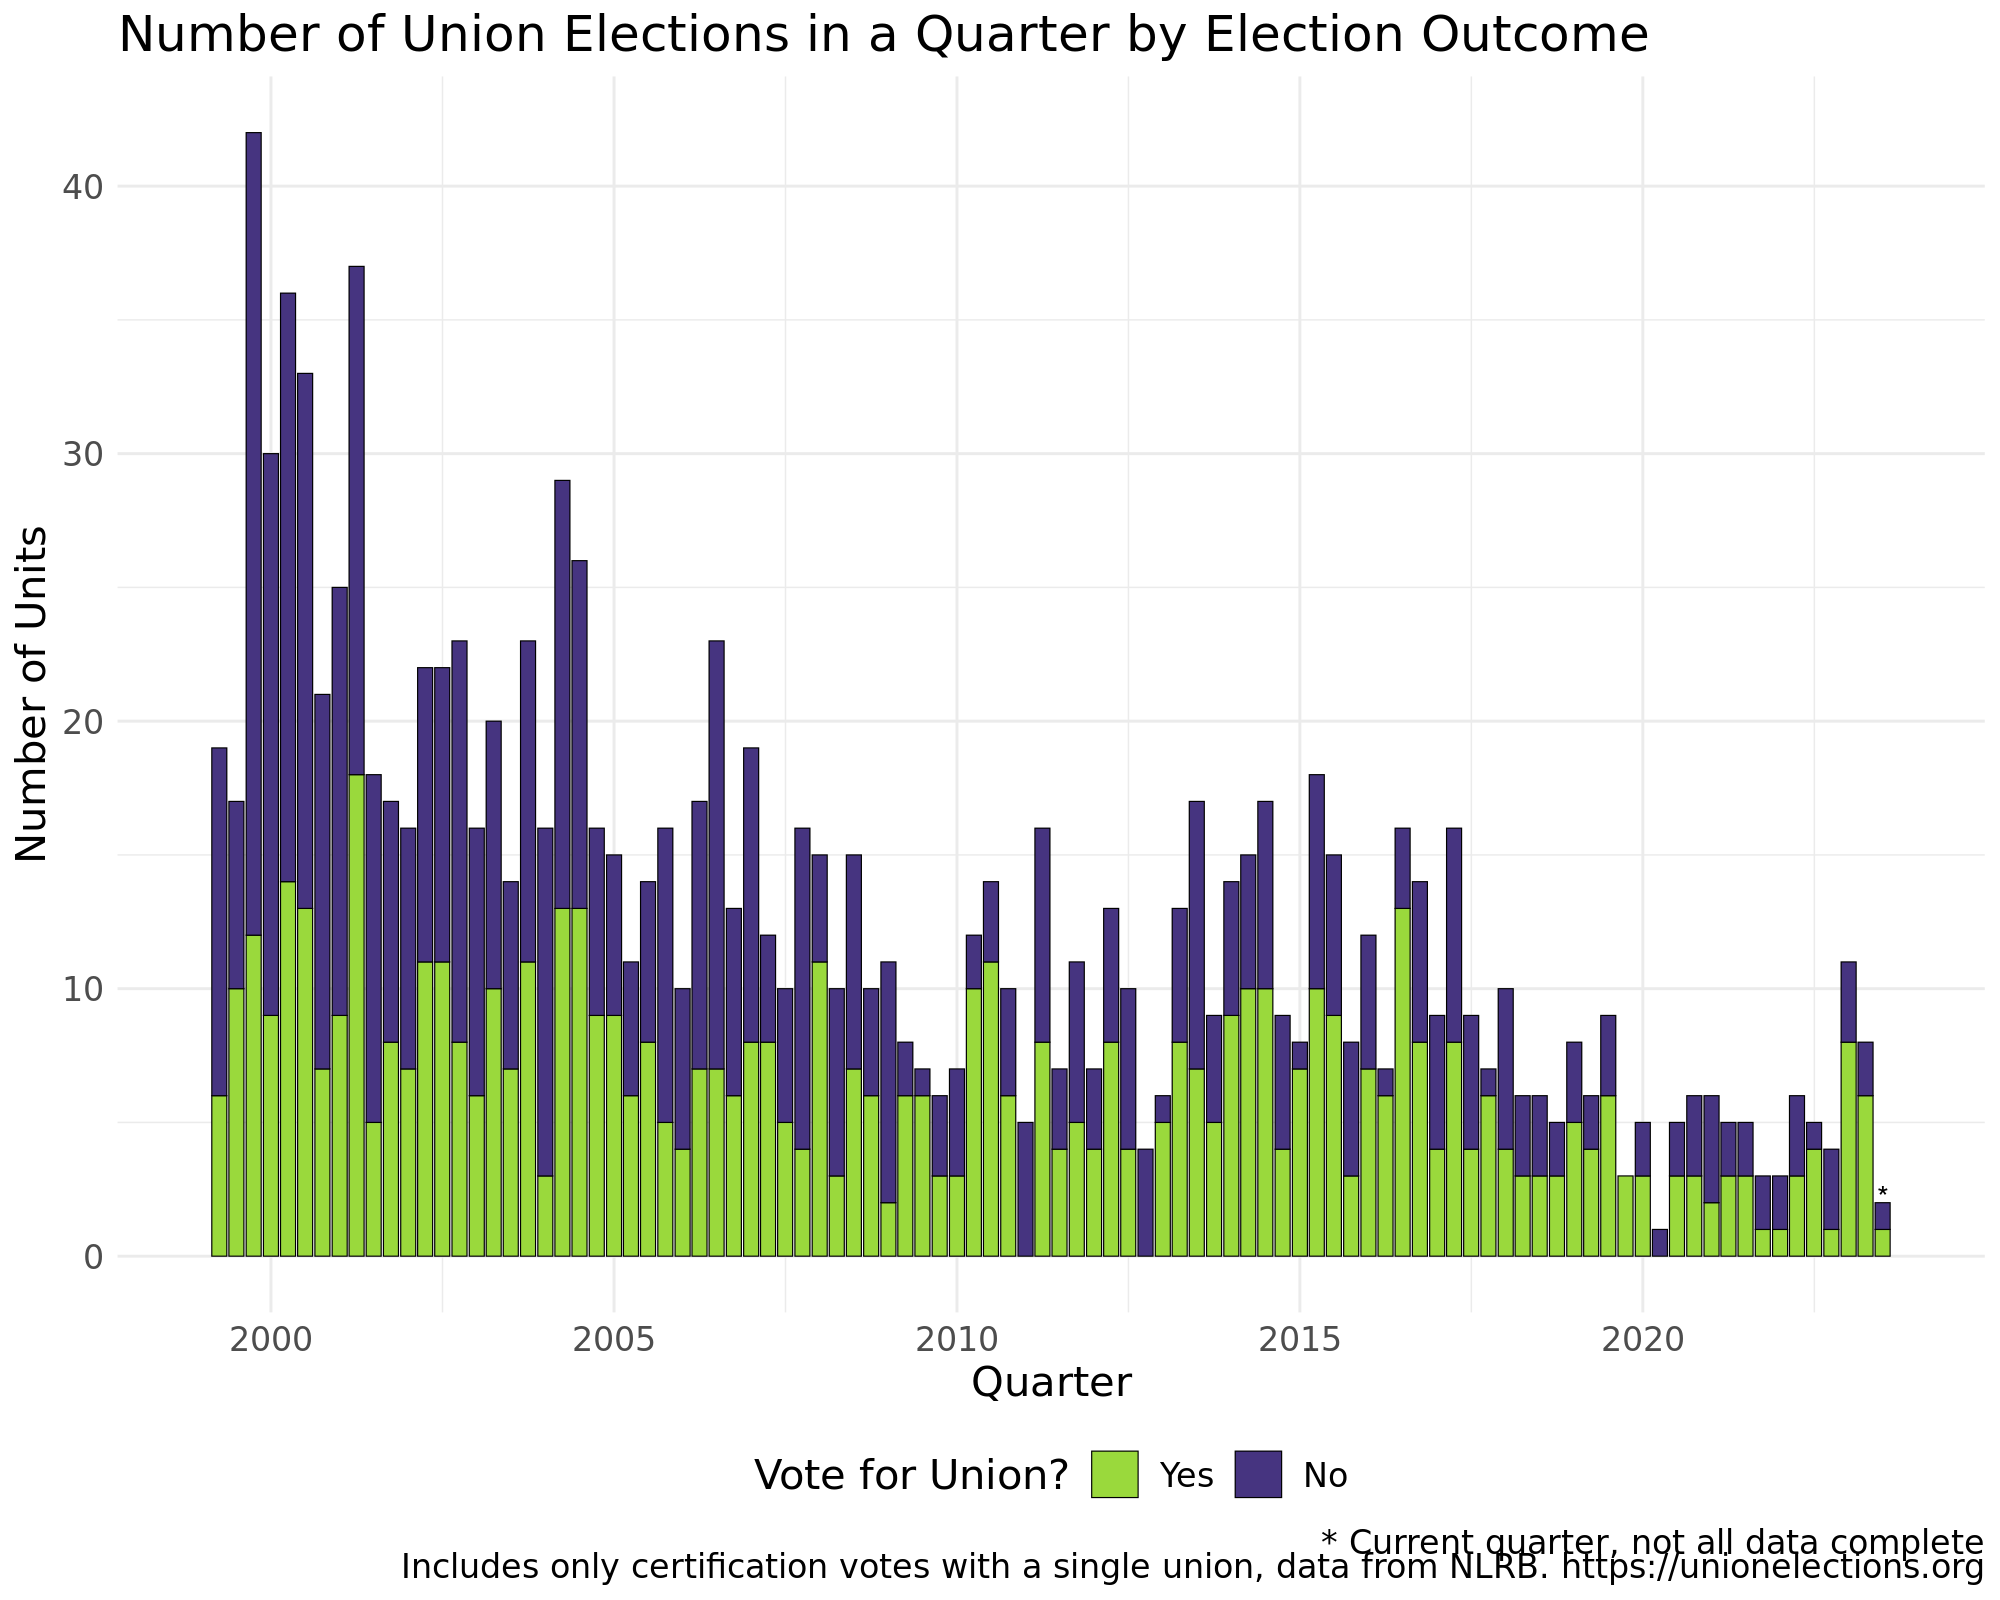 Number of Union Elections in a Quarter by Election Outcome
Number of Units
40
30
20
10
0
*
2000 2005 2010 2015 2020
Quarter
Vote for Union? Yes No
* Current quarter, not all data complete
Includes only certification votes with a single union, data from NLRB. https://unionelections.org